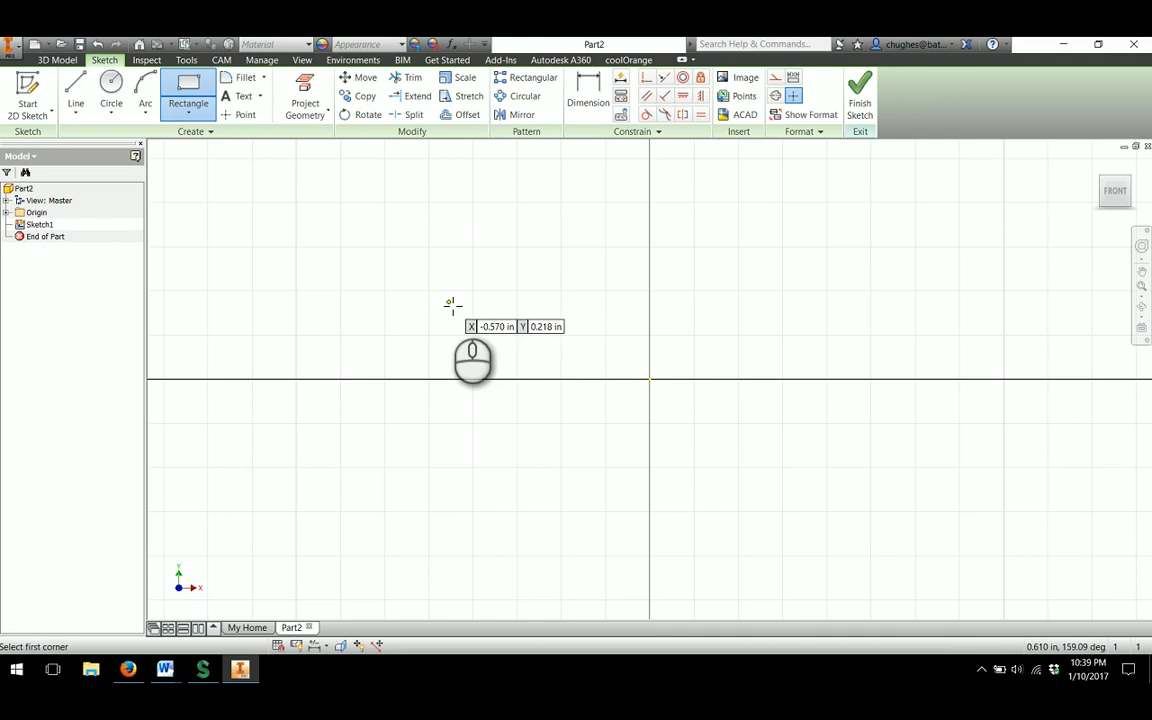 PRO
Material
Appearance
Part2
Search Help & Commands...
chughes@bat...
3D Model
Sketch
Inspect
Tools
CAM
Manage
View
Environments
BIM
Get Started
Add-Ins
Autodesk A360
coolOrange
Start
2D Sketch
Line
Circle
Arc
Rectangle
Fillet
Text
Point
Project
Geometry
Move
Copy
Rotate
Trim
Extend
Split
Scale
Stretch
Offset
Rectangular
Circular
Mirror
Dimension
Image
Points
ACAD
Show Format
Finish
Sketch
Sketch
Create
Modify
Pattern
Constrain
Insert
Format
Exit
Model
Part2
View: Master
Origin
Sketch1
End of Part
FRONT
X -0.570 in Y 0.218 in
Y
X
My Home
Part2
Select first corner
0.610 in, 159.09 deg 1 1
10:39 PM
1/10/2017